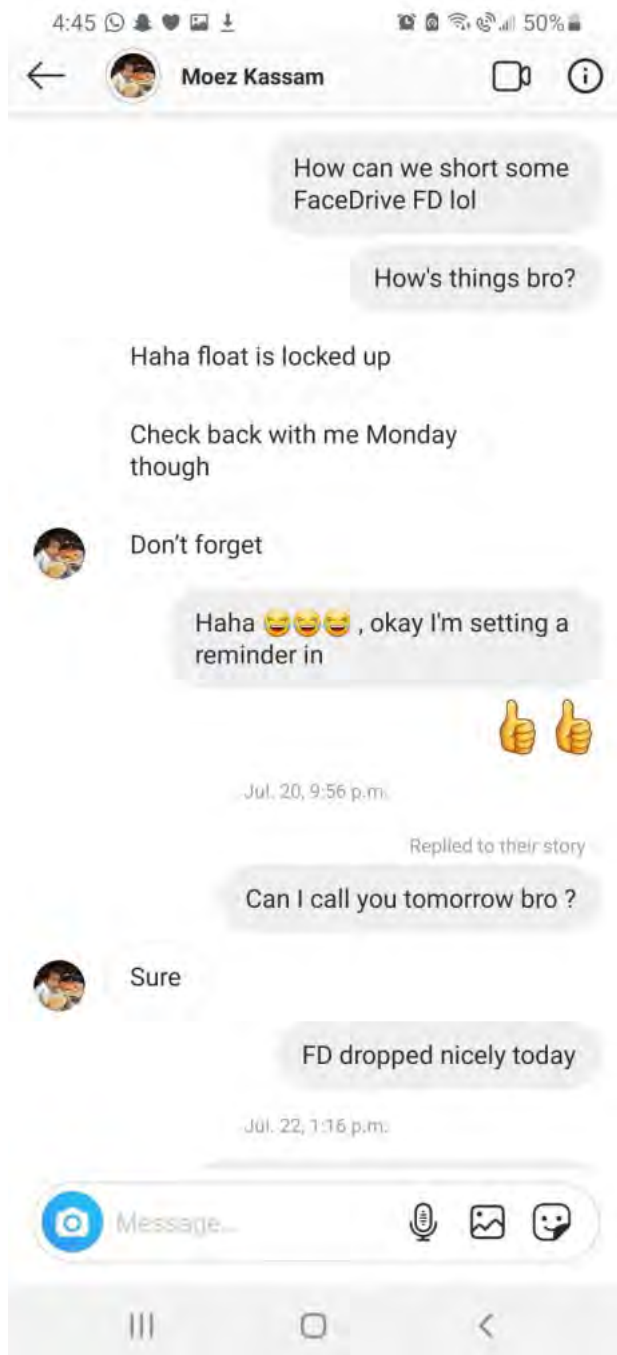 4:45 50%
Moez Kassam
How can we short some
FaceDrive FD lol
How's things bro?
Haha float is locked up
Check back with me Monday
though
Don't forget
Haha 😂😂😂 , okay I'm setting a
reminder in
👍 👍
Jul. 20, 9:56 p.m.
Replied to their story
Can I call you tomorrow bro ?
Sure
FD dropped nicely today
Jul. 22, 1:16 p.m.
Message...